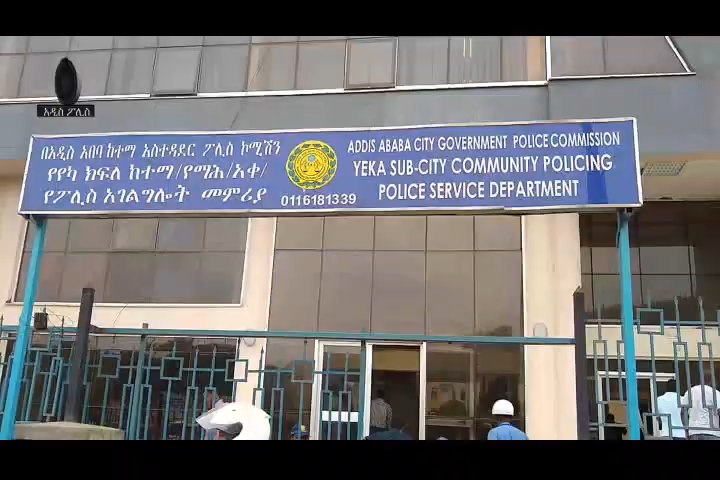 አዲስ ፖሊስ
በአዲስ አበባ ከተማ አስተዳደር ፖሊስ ኮሚሽን
የየካ ክፍለ ከተማ/የማሕ/አቀ/
የፖሊስ አገልግሎት መምሪያ
0116181339
ADDIS ABABA CITY GOVERNMENT POLICE COMMISSION
YEKA SUB-CITY COMMUNITY POLICING
POLICE SERVICE DEPARTMENT